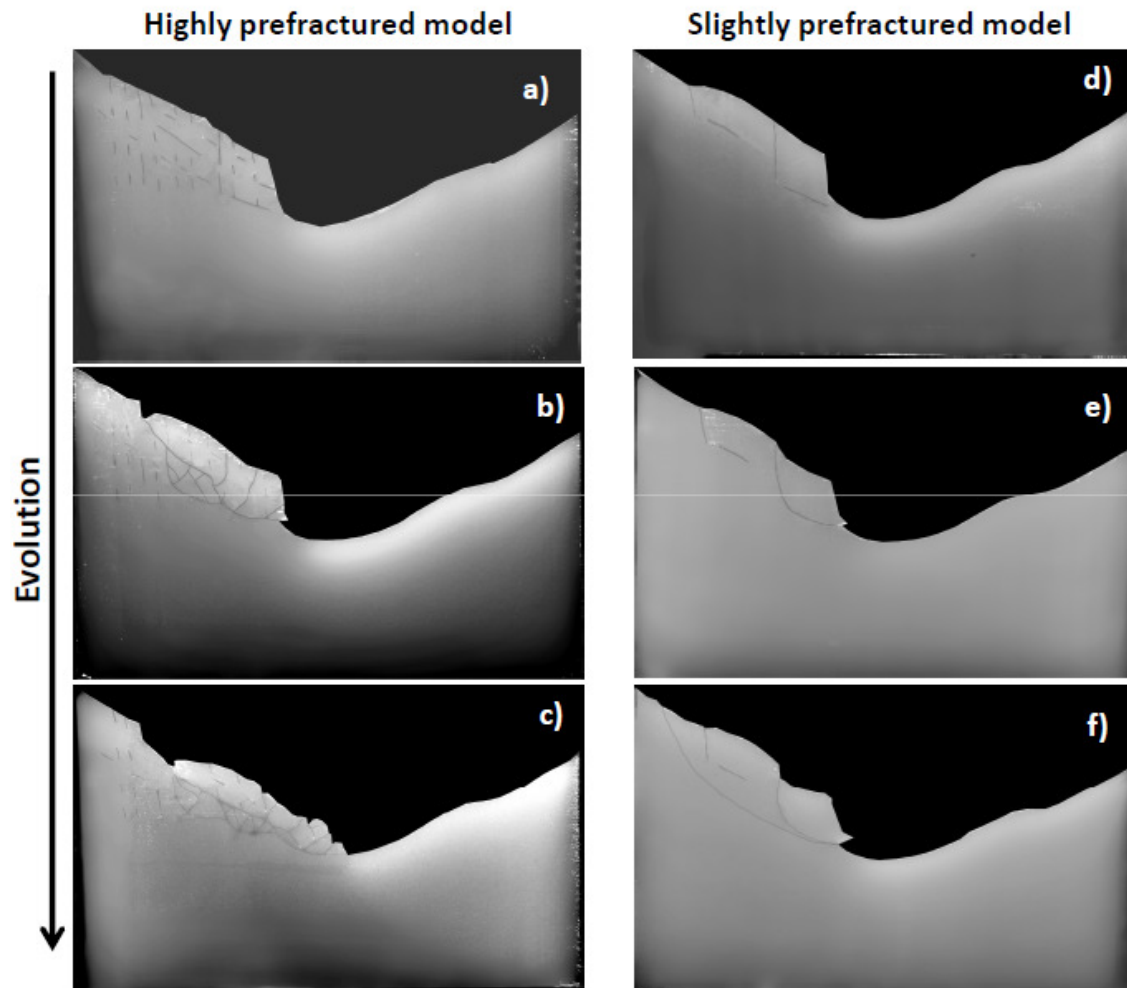 Highly prefractured model
Slightly prefractured model
a)
d)
b)
e)
Evolution
c)
f)